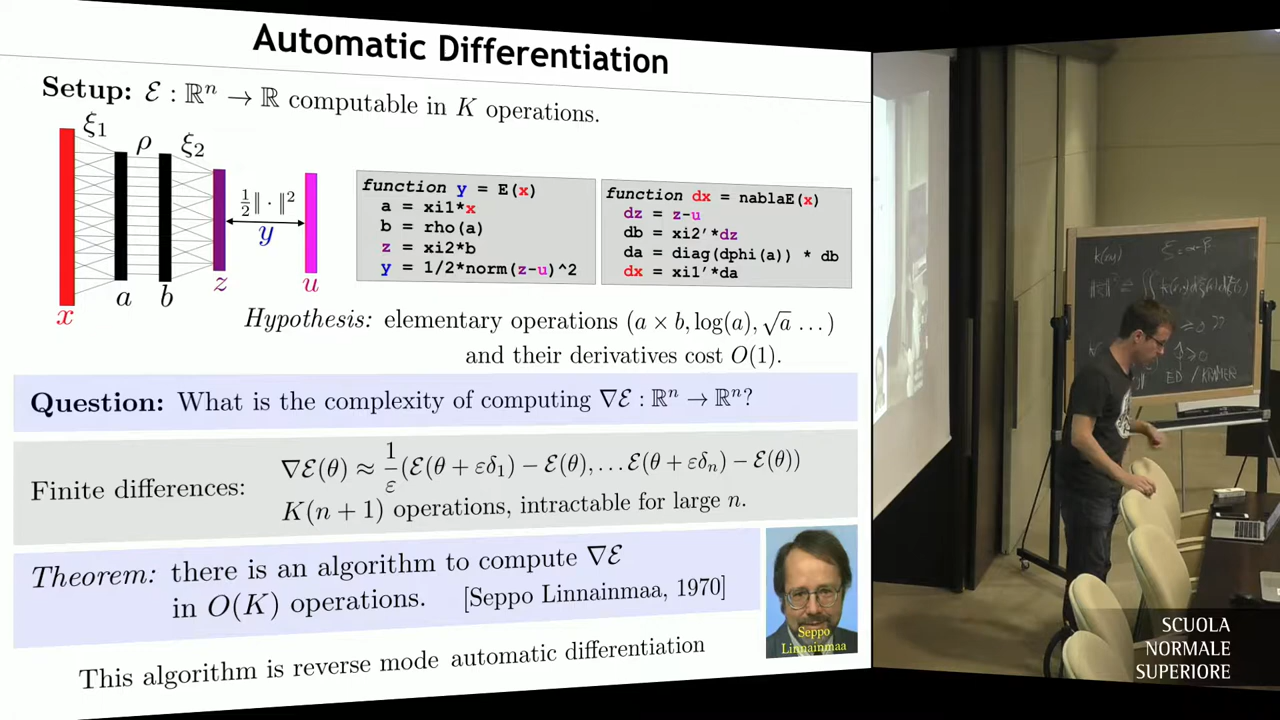 Automatic Differentiation
Setup: ℰ : ℝⁿ → ℝ computable in K operations.
ξ₁
ρ
ξ₂
½‖ · ‖²
y
x
a
b
z
u
function y = E(x)
a = xi1*x
b = rho(a)
z = xi2*b
y = 1/2*norm(z-u)^2
function dx = nablaE(x)
dz = z-u
db = xi2'*dz
da = diag(dphi(a)) * db
dx = xi1'*da
Hypothesis: elementary operations (a × b, log(a), √a ...)
and their derivatives cost O(1).
Question: What is the complexity of computing ∇ℰ : ℝⁿ → ℝⁿ?
Finite differences:
∇ℰ(θ) ≈ 1/ε (ℰ(θ + εδ₁) − ℰ(θ), ... ℰ(θ + εδₙ) − ℰ(θ))
K(n + 1) operations, intractable for large n.
Theorem: there is an algorithm to compute ∇ℰ
in O(K) operations. [Seppo Linnainmaa, 1970]
Seppo
Linnainmaa
This algorithm is reverse mode automatic differentiation
SCUOLA
NORMALE
SUPERIORE